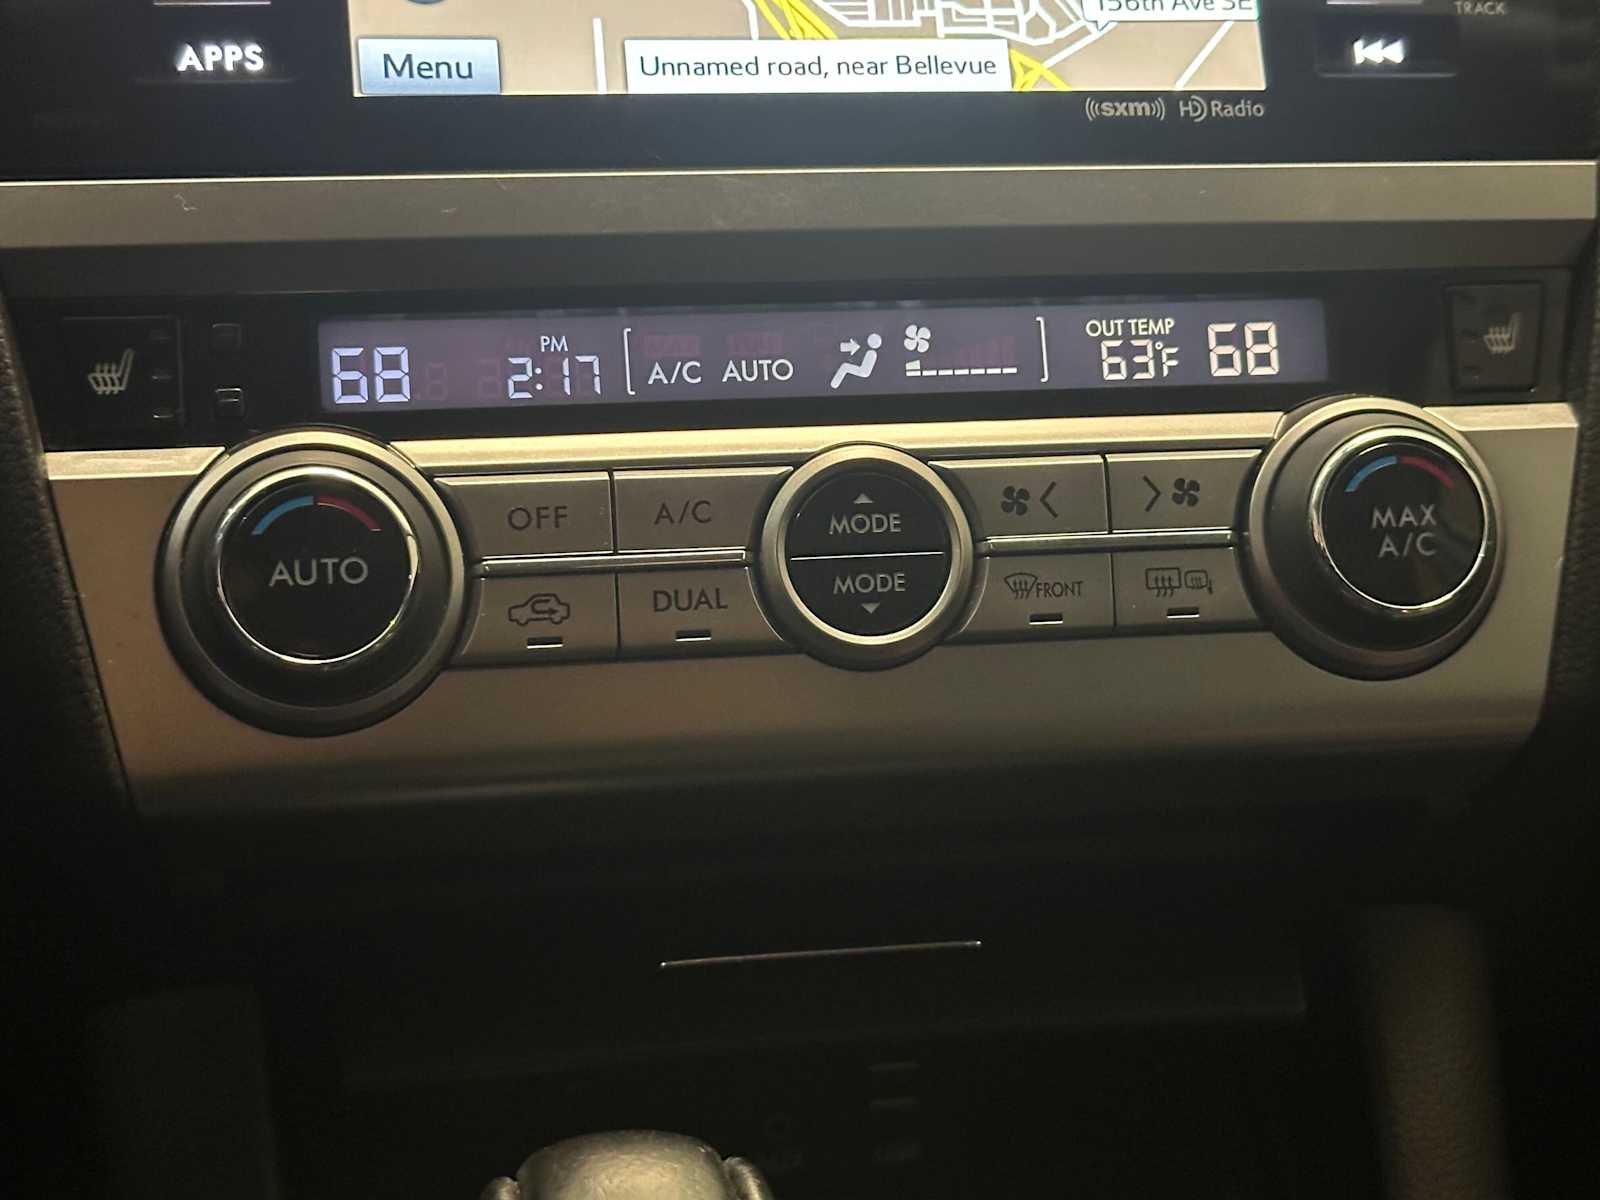 156th Ave SE
TRACK
APPS
Menu
Unnamed road, near Bellevue
((sxm)) HD Radio
68
PM
2:17
A/C AUTO
OUT TEMP
63°F
68
OFF
A/C
MODE
AUTO
MAX
A/C
MODE
DUAL
FRONT